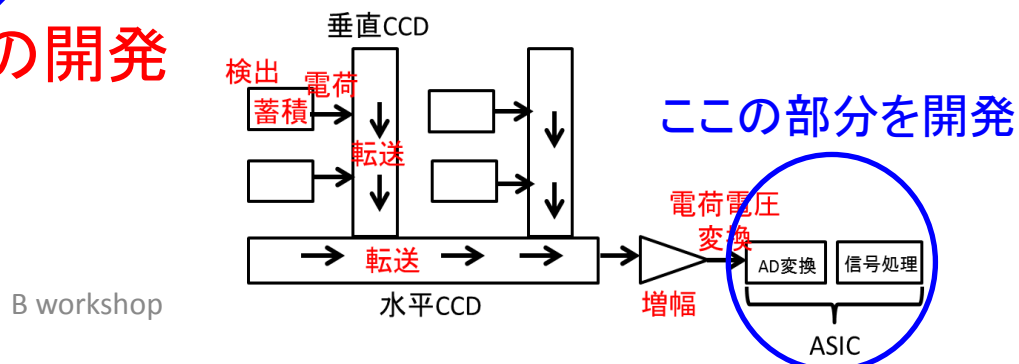 の開発
垂直CCD
検出
電荷
蓄積
転送
ここの部分を開発
電荷電圧
変換
転送
AD変換
信号処理
水平CCD
増幅
B workshop
ASIC